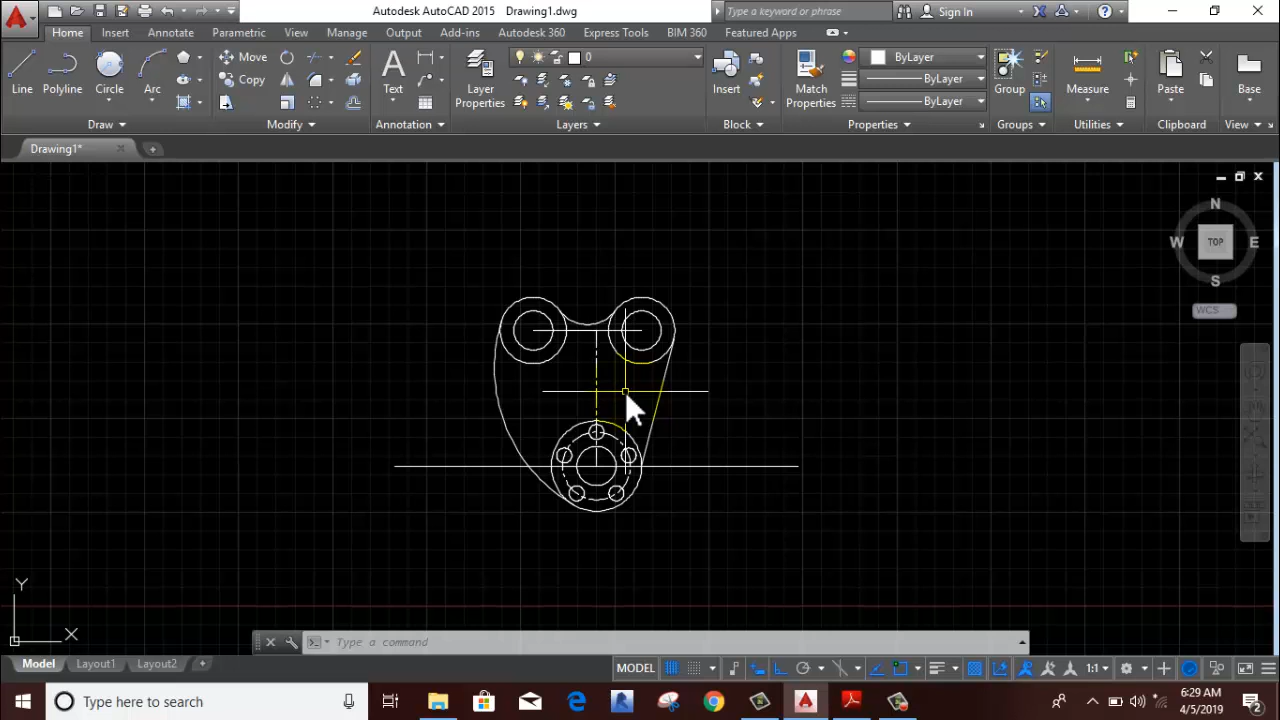 Autodesk AutoCAD 2015 Drawing1.dwg
Type a keyword or phrase
Sign In
Home Insert Annotate Parametric View Manage Output Add-ins Autodesk 360 Express Tools BIM 360 Featured Apps
Line
Polyline
Circle
Arc
Move
Copy
Text
Layer
Properties
0
Insert
Match
Properties
ByLayer
ByLayer
ByLayer
Group
Measure
Paste
Base
Draw
Modify
Annotation
Layers
Block
Properties
Groups
Utilities
Clipboard
View
Drawing1*
N
W
TOP
E
S
WCS
Y
X
Type a command
Model Layout1 Layout2
MODEL
1:1
Type here to search
8:29 AM
4/5/2019
2